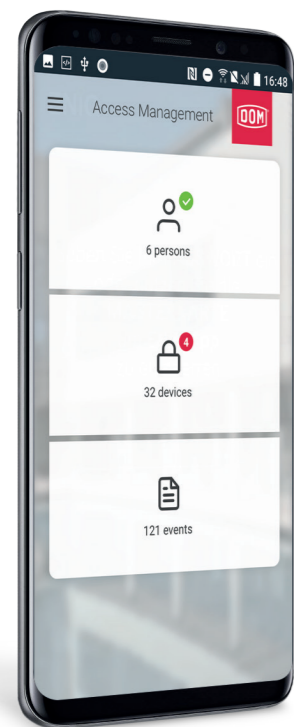 16:48
Access Management
DOM
6 persons
4
32 devices
121 events